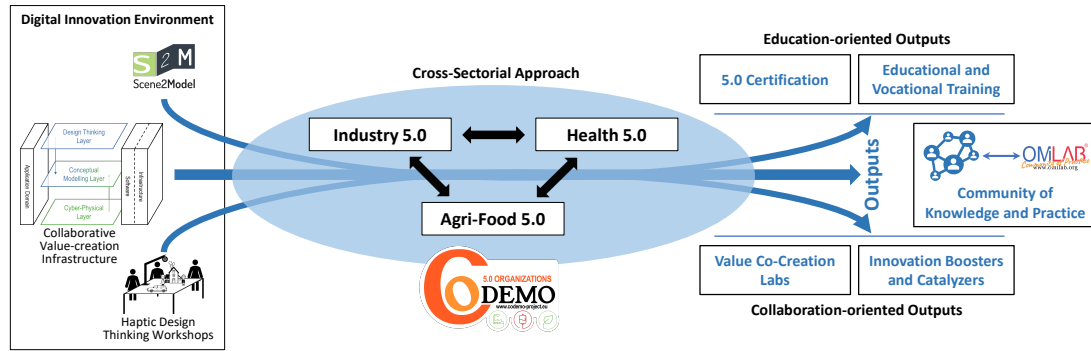 Digital Innovation Environment
S2M
Scene2Model
Design Thinking
Layer
Conceptual
Modelling Layer
Cyber-Physical
Layer
Application Domain
Software
Infrastructure
Collaborative
Value-creation
Infrastructure
Haptic Design
Thinking Workshops
Cross-Sectorial Approach
Industry 5.0
Health 5.0
Agri-Food 5.0
5.0 ORGANIZATIONS
DEMO
www.codemo-project.eu
Education-oriented Outputs
5.0 Certification
Educational and
Vocational Training
Outputs
OMiLAB®
Community of Practice
www.omilab.org
Community of
Knowledge and Practice
Value Co-Creation
Labs
Innovation Boosters
and Catalyzers
Collaboration-oriented Outputs